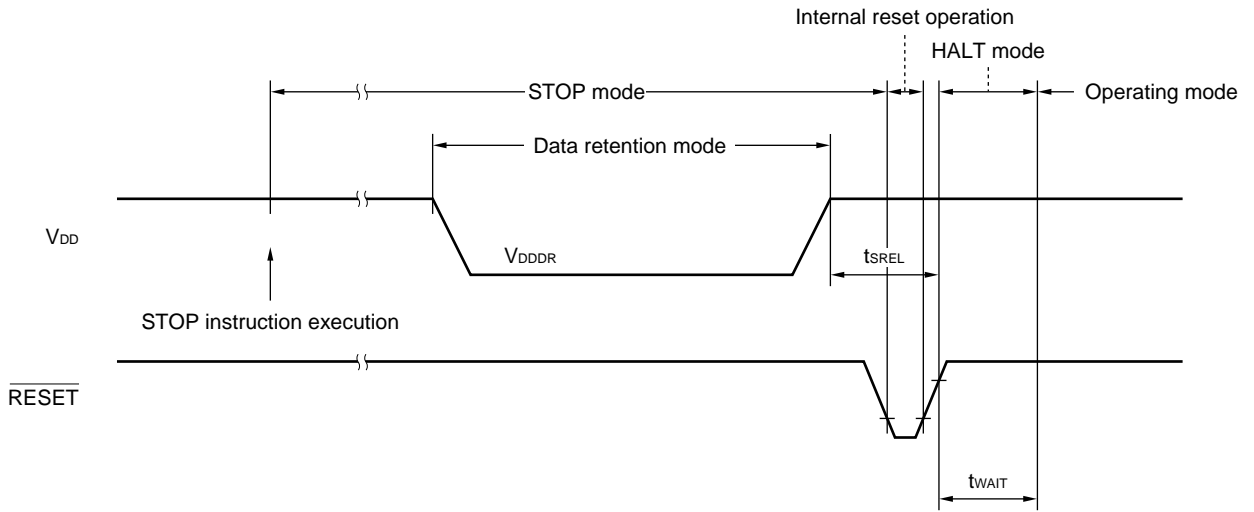 Internal reset operation
HALT mode
STOP mode
Operating mode
Data retention mode
VDD
VDDDR
tSREL
STOP instruction execution
RESET
tWAIT